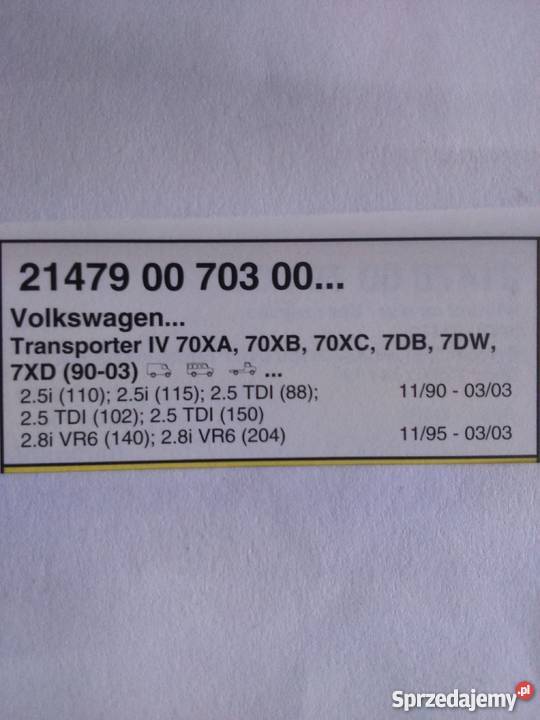 21479 00 703 00...
Volkswagen...
Transporter IV 70XA, 70XB, 70XC, 7DB, 7DW,
7XD (90-03) ...
2.5i (110); 2.5i (115); 2.5 TDI (88); 11/90 - 03/03
2.5 TDI (102); 2.5 TDI (150)
2.8i VR6 (140); 2.8i VR6 (204) 11/95 - 03/03
Sprzedajemy.pl